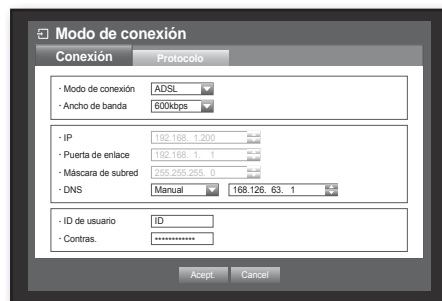 Modo de conexión
Conexión Protocolo
· Modo de conexión ADSL
· Ancho de banda 600kbps
· IP 192.168. 1.200
· Puerta de enlace 192.168. 1. 1
· Máscara de subred 255.255.255. 0
· DNS Manual 168.126. 63. 1
· ID de usuario ID
· Contras. ************
Acept. Cancel